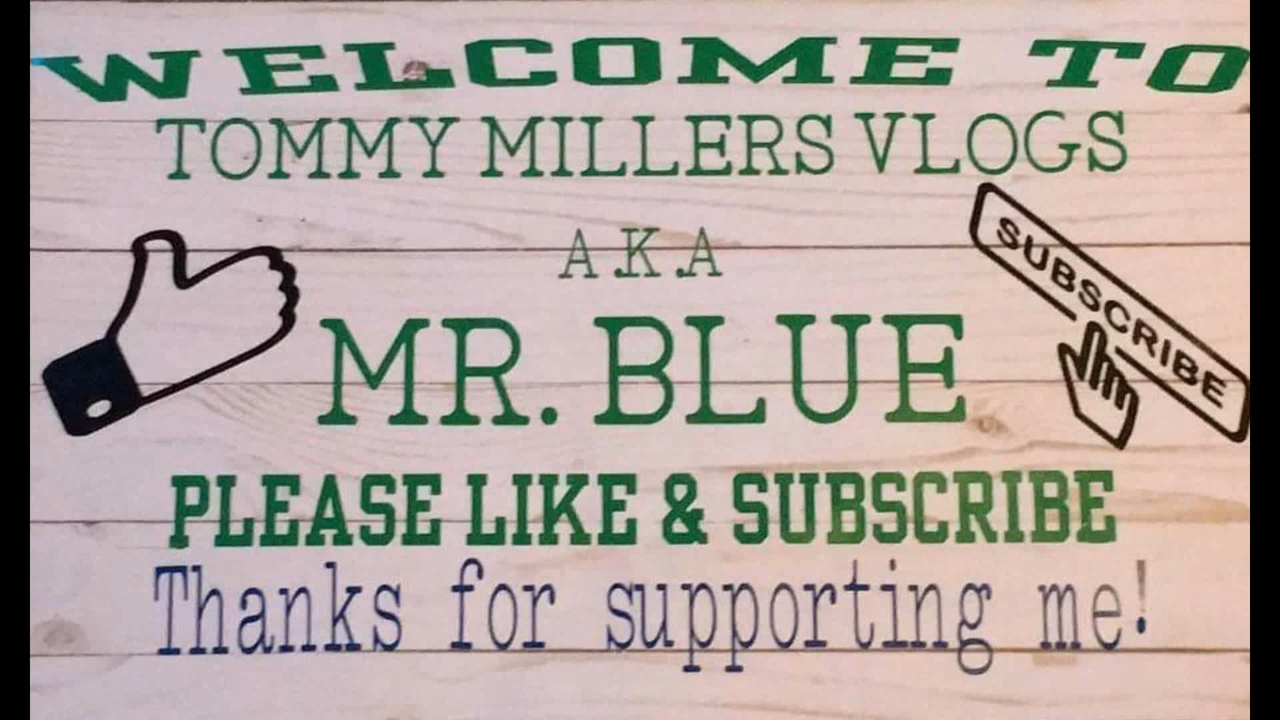 WELCOME TO
TOMMY MILLERS VLOGS
A.K.A
SUBSCRIBE
MR. BLUE
PLEASE LIKE & SUBSCRIBE
Thanks for supporting me!